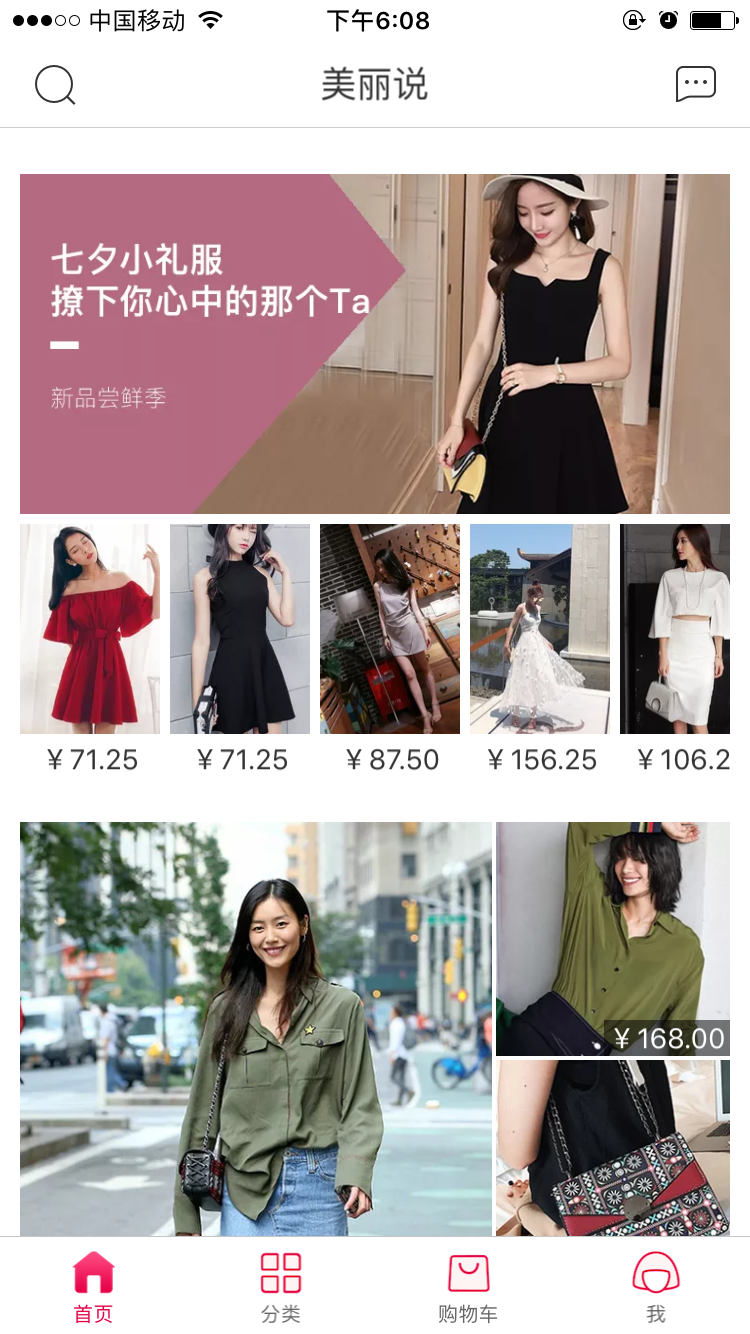 中国移动 下午6:08
美丽说
七夕小礼服
撩下你心中的那个Ta
新品尝鲜季
¥ 71.25 ¥ 71.25 ¥ 87.50 ¥ 156.25 ¥ 106.2
¥ 168.00
首页 分类 购物车 我